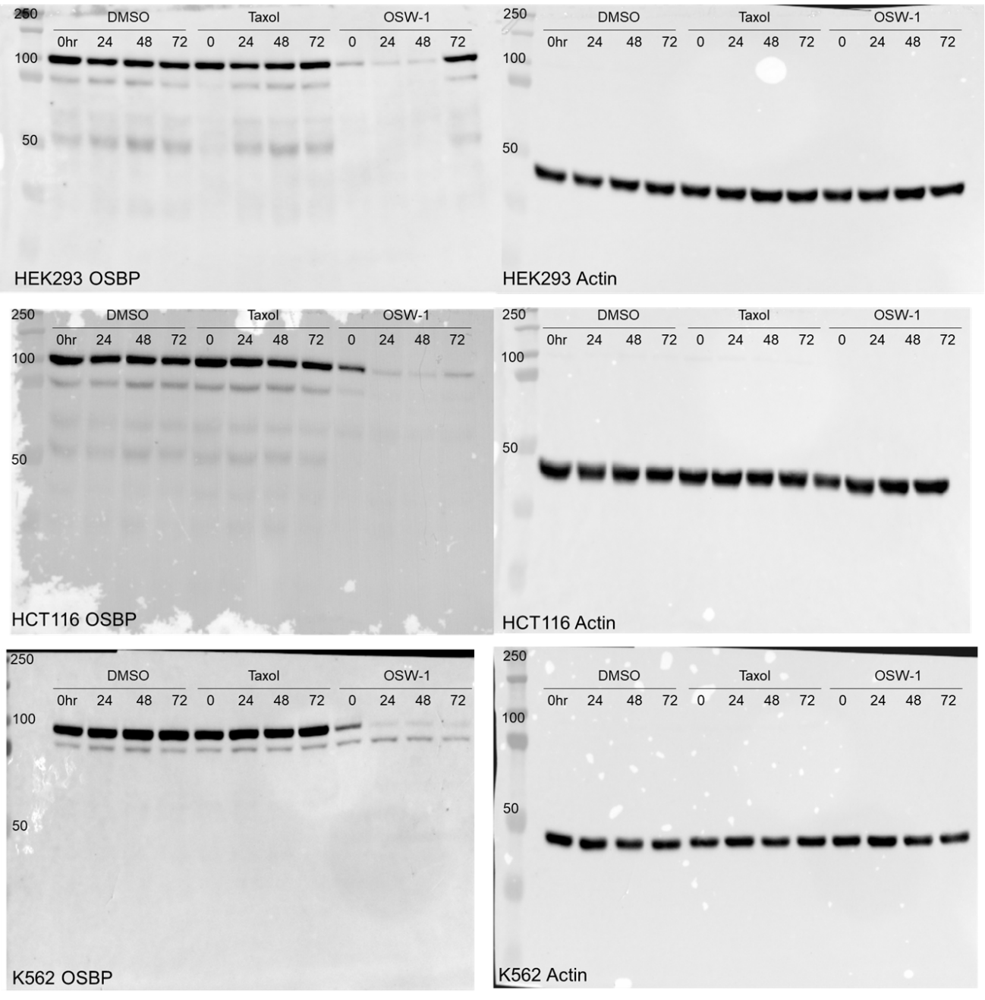 250 DMSO Taxol OSW-1
0hr 24 48 72 0 24 48 72 0 24 48 72
100
50
HEK293 OSBP
250 DMSO Taxol OSW-1
0hr 24 48 72 0 24 48 72 0 24 48 72
100
50
HEK293 Actin
250 DMSO Taxol OSW-1
0hr 24 48 72 0 24 48 72 0 24 48 72
100
50
HCT116 OSBP
250 DMSO Taxol OSW-1
0hr 24 48 72 0 24 48 72 0 24 48 72
100
50
HCT116 Actin
250
DMSO Taxol OSW-1
0hr 24 48 72 0 24 48 72 0 24 48 72
100
50
K562 OSBP
250
DMSO Taxol OSW-1
0hr 24 48 72 0 24 48 72 0 24 48 72
100
50
K562 Actin